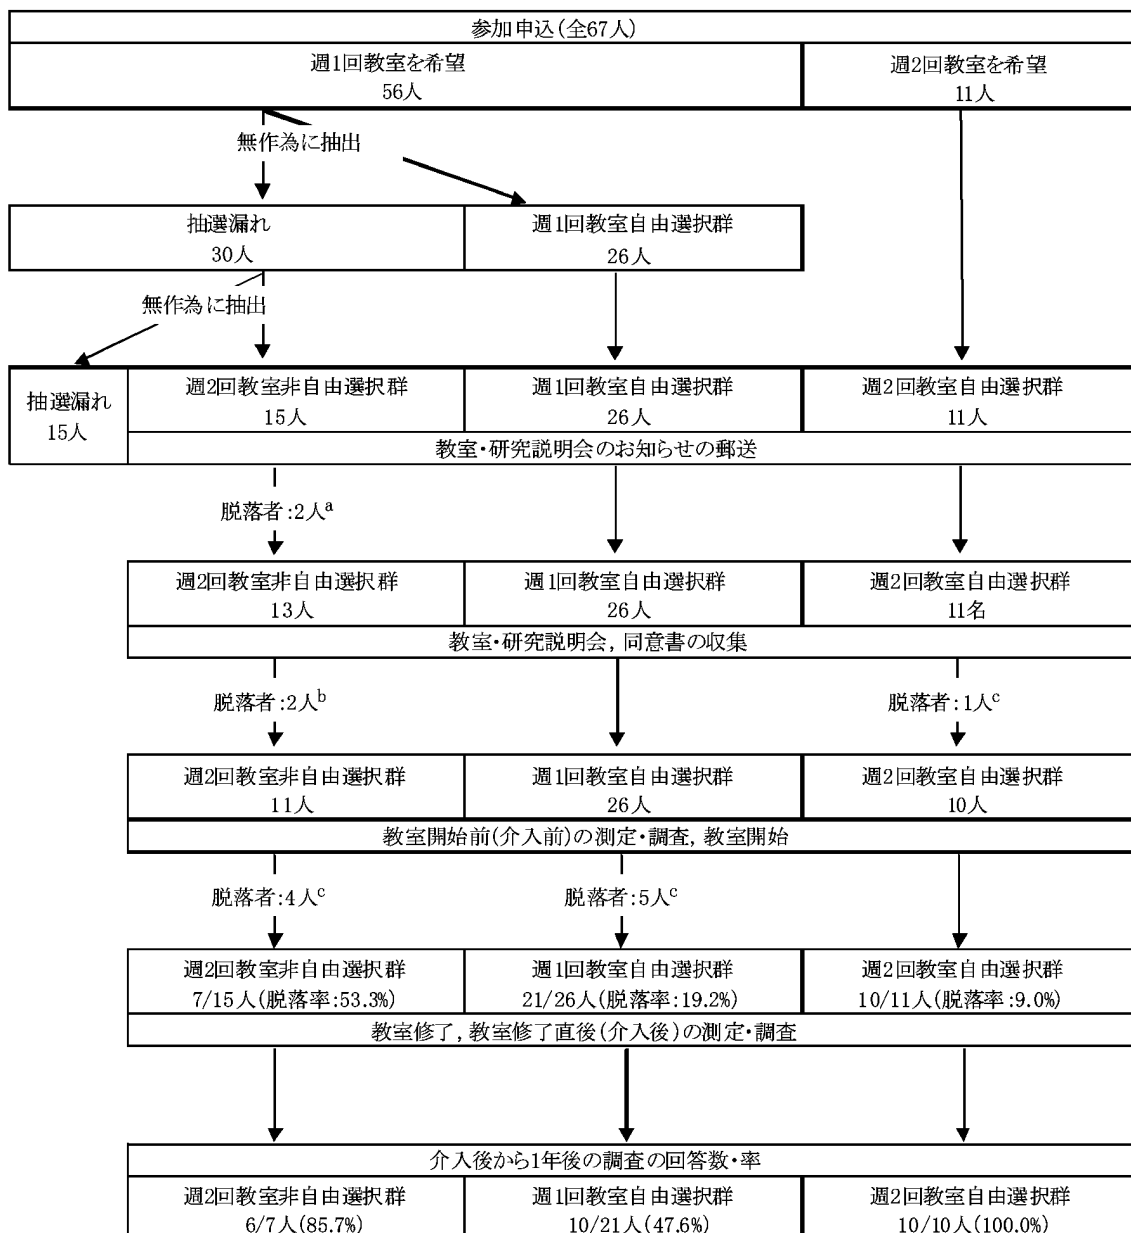 参加申込(全67人)
週1回教室を希望
56人
週2回教室を希望
11人
無作為に抽出
抽選漏れ
30人
週1回教室自由選択群
26人
無作為に抽出
抽選漏れ
15人
週2回教室非自由選択群
15人
週1回教室自由選択群
26人
週2回教室自由選択群
11人
教室・研究説明会のお知らせの郵送
脱落者:2人a
週2回教室非自由選択群
13人
週1回教室自由選択群
26人
週2回教室自由選択群
11名
教室・研究説明会, 同意書の収集
脱落者:2人b
脱落者:1人c
週2回教室非自由選択群
11人
週1回教室自由選択群
26人
週2回教室自由選択群
10人
教室開始前(介入前)の測定・調査, 教室開始
脱落者:4人c
脱落者:5人c
週2回教室非自由選択群
7/15人(脱落率:53.3%)
週1回教室自由選択群
21/26人(脱落率:19.2%)
週2回教室自由選択群
10/11人(脱落率:9.0%)
教室修了, 教室修了直後(介入後)の測定・調査
介入後から1年後の調査の回答数・率
週2回教室非自由選択群
6/7人(85.7%)
週1回教室自由選択群
10/21人(47.6%)
週2回教室自由選択群
10/10人(100.0%)